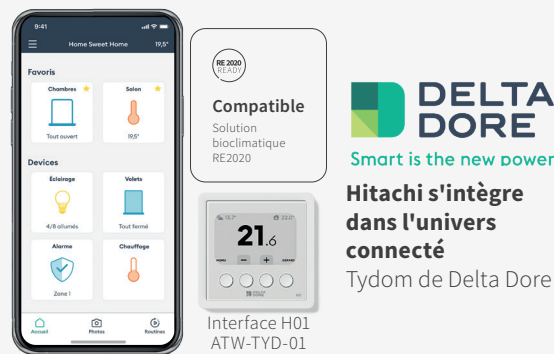 9:41
Home Sweet Home
19,5°
Favoris
Chambres
Salon
Tout ouvert
19,5°
Devices
Éclairage
Volets
4/8 allumés
Tout fermé
Alarme
Chauffage
Zone 1
Accueil
Photos
Routines
RE 2020
READY
Compatible
Solution
bioclimatique
RE2020
21.6
DELTA
DORE
Interface H01
ATW-TYD-01
DELTA
DORE
Smart is the new power
Hitachi s'intègre
dans l'univers
connecté
Tydom de Delta Dore